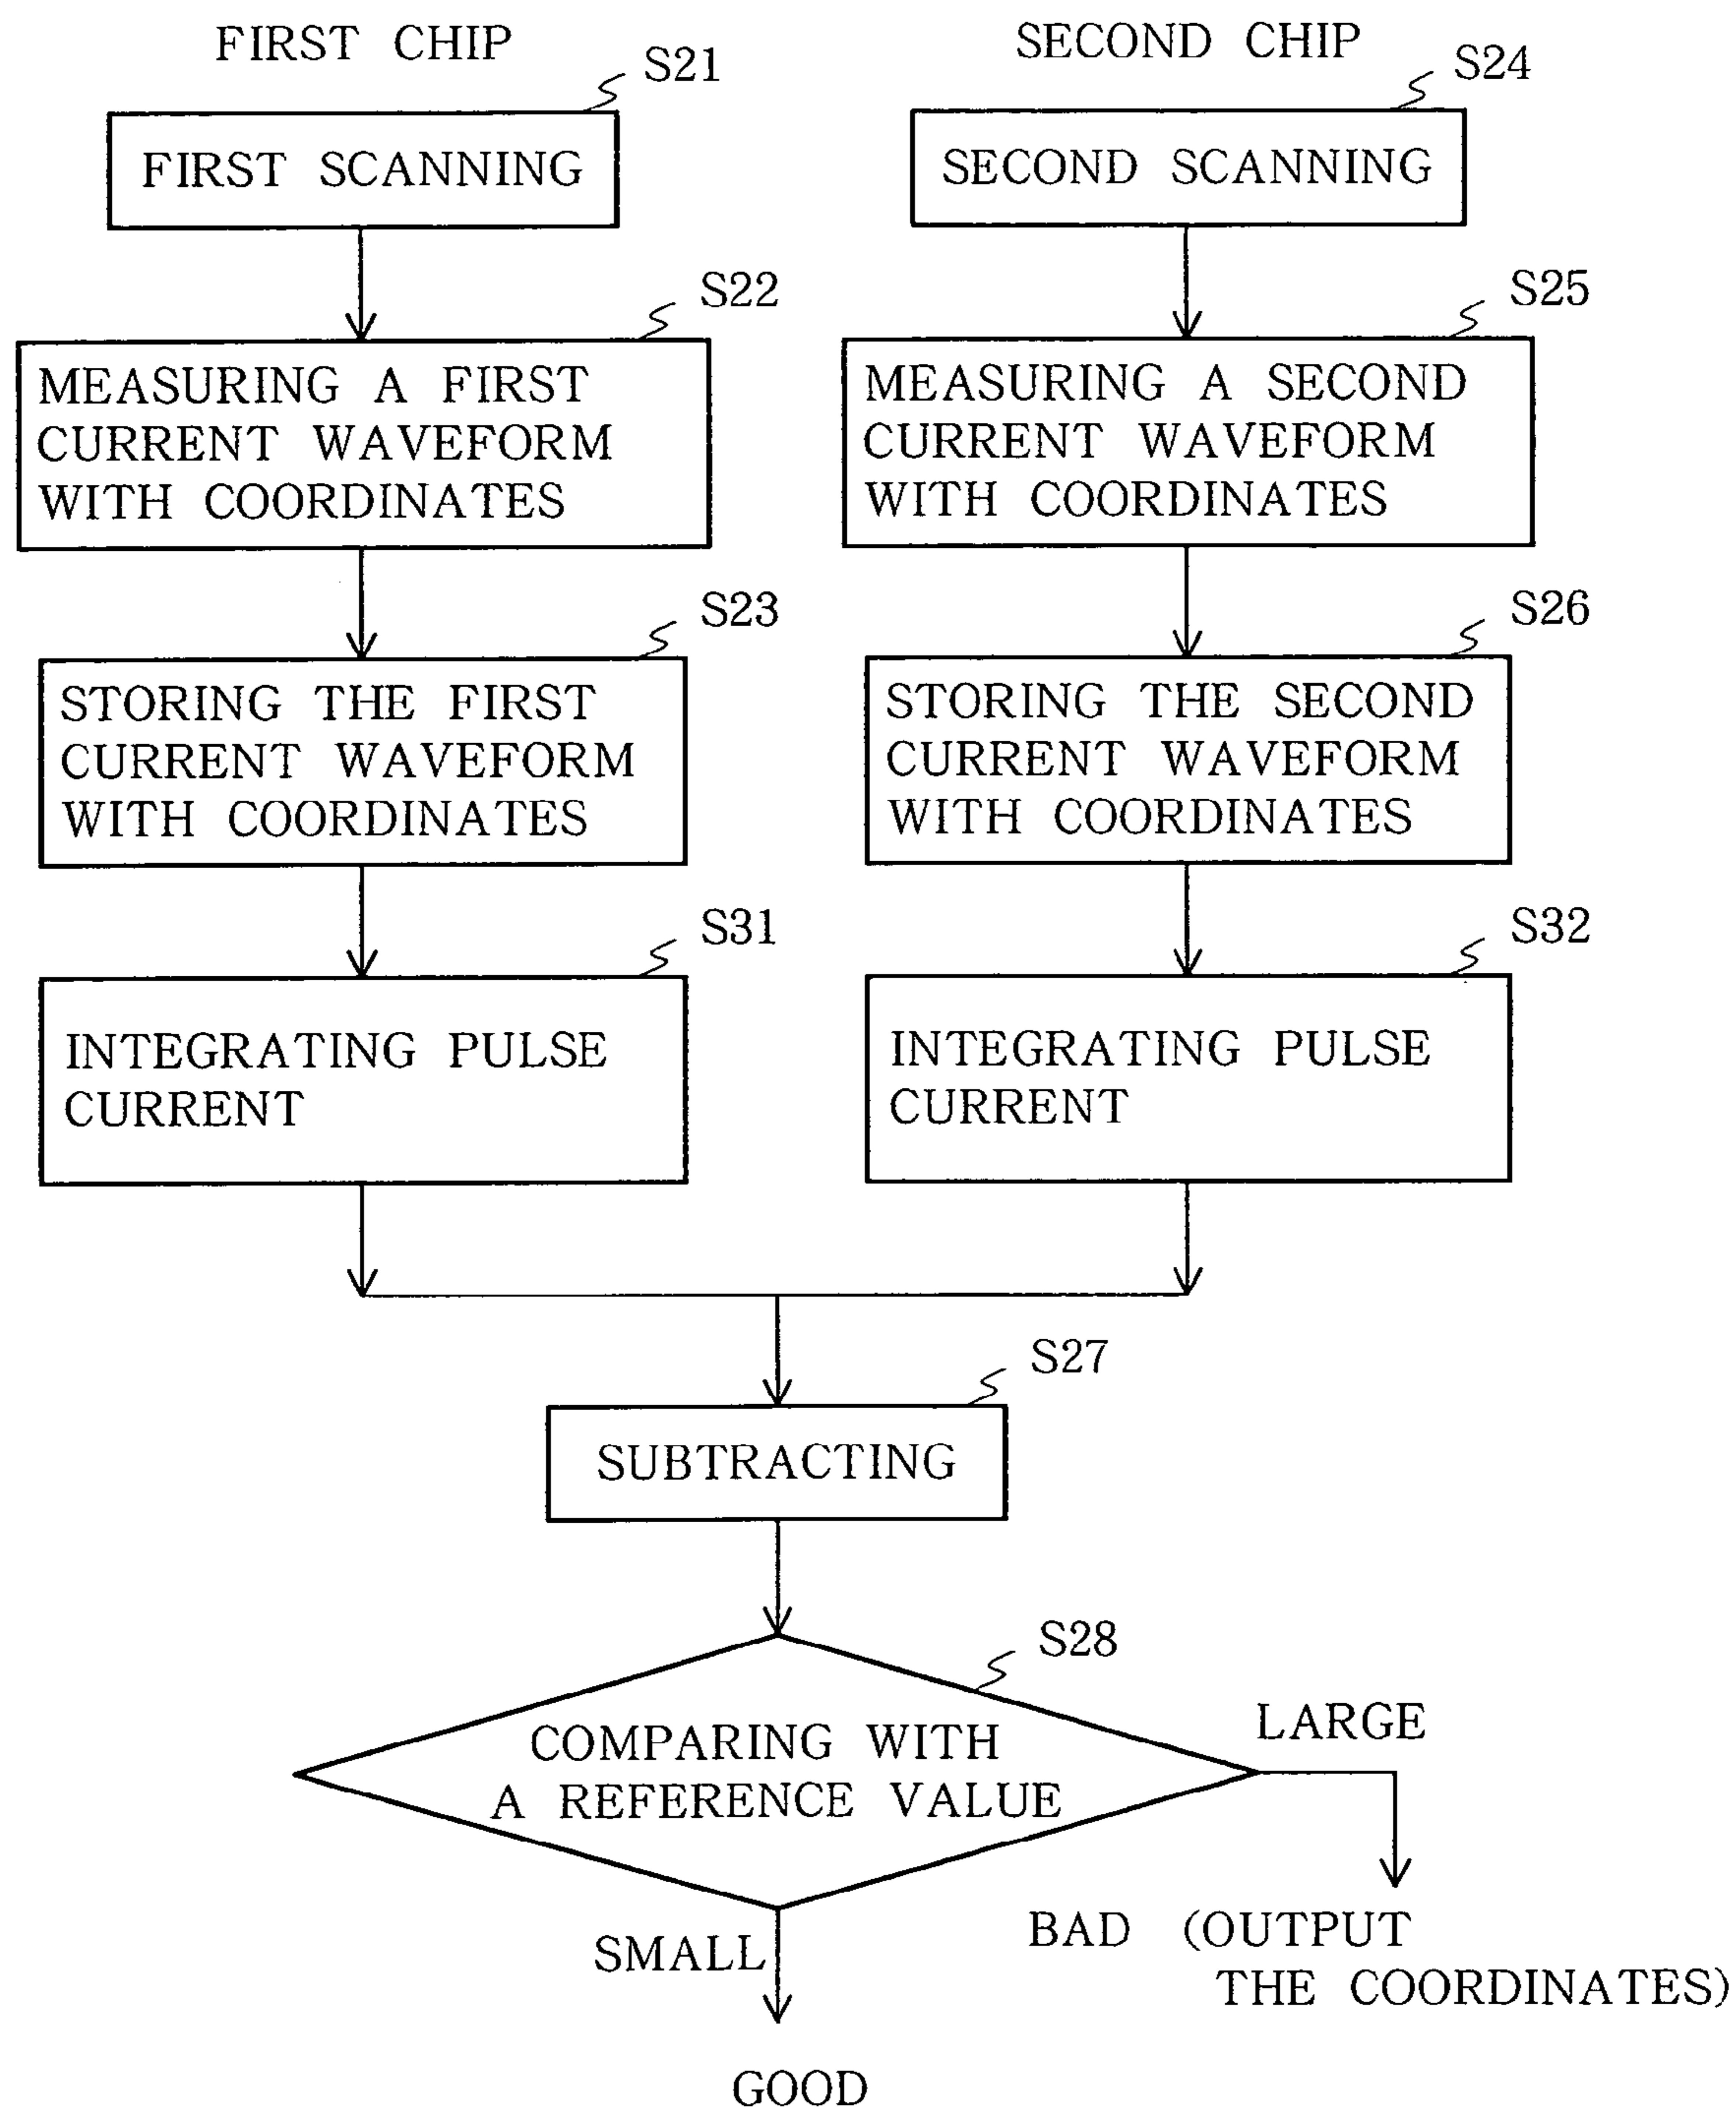 FIRST CHIP
S21
FIRST SCANNING
S22
MEASURING A FIRST
CURRENT WAVEFORM
WITH COORDINATES
S23
STORING THE FIRST
CURRENT WAVEFORM
WITH COORDINATES
S31
INTEGRATING PULSE
CURRENT
SECOND CHIP
S24
SECOND SCANNING
S25
MEASURING A SECOND
CURRENT WAVEFORM
WITH COORDINATES
S26
STORING THE SECOND
CURRENT WAVEFORM
WITH COORDINATES
S32
INTEGRATING PULSE
CURRENT
S27
SUBTRACTING
S28
COMPARING WITH
A REFERENCE VALUE
LARGE
BAD (OUTPUT
THE COORDINATES)
SMALL
GOOD